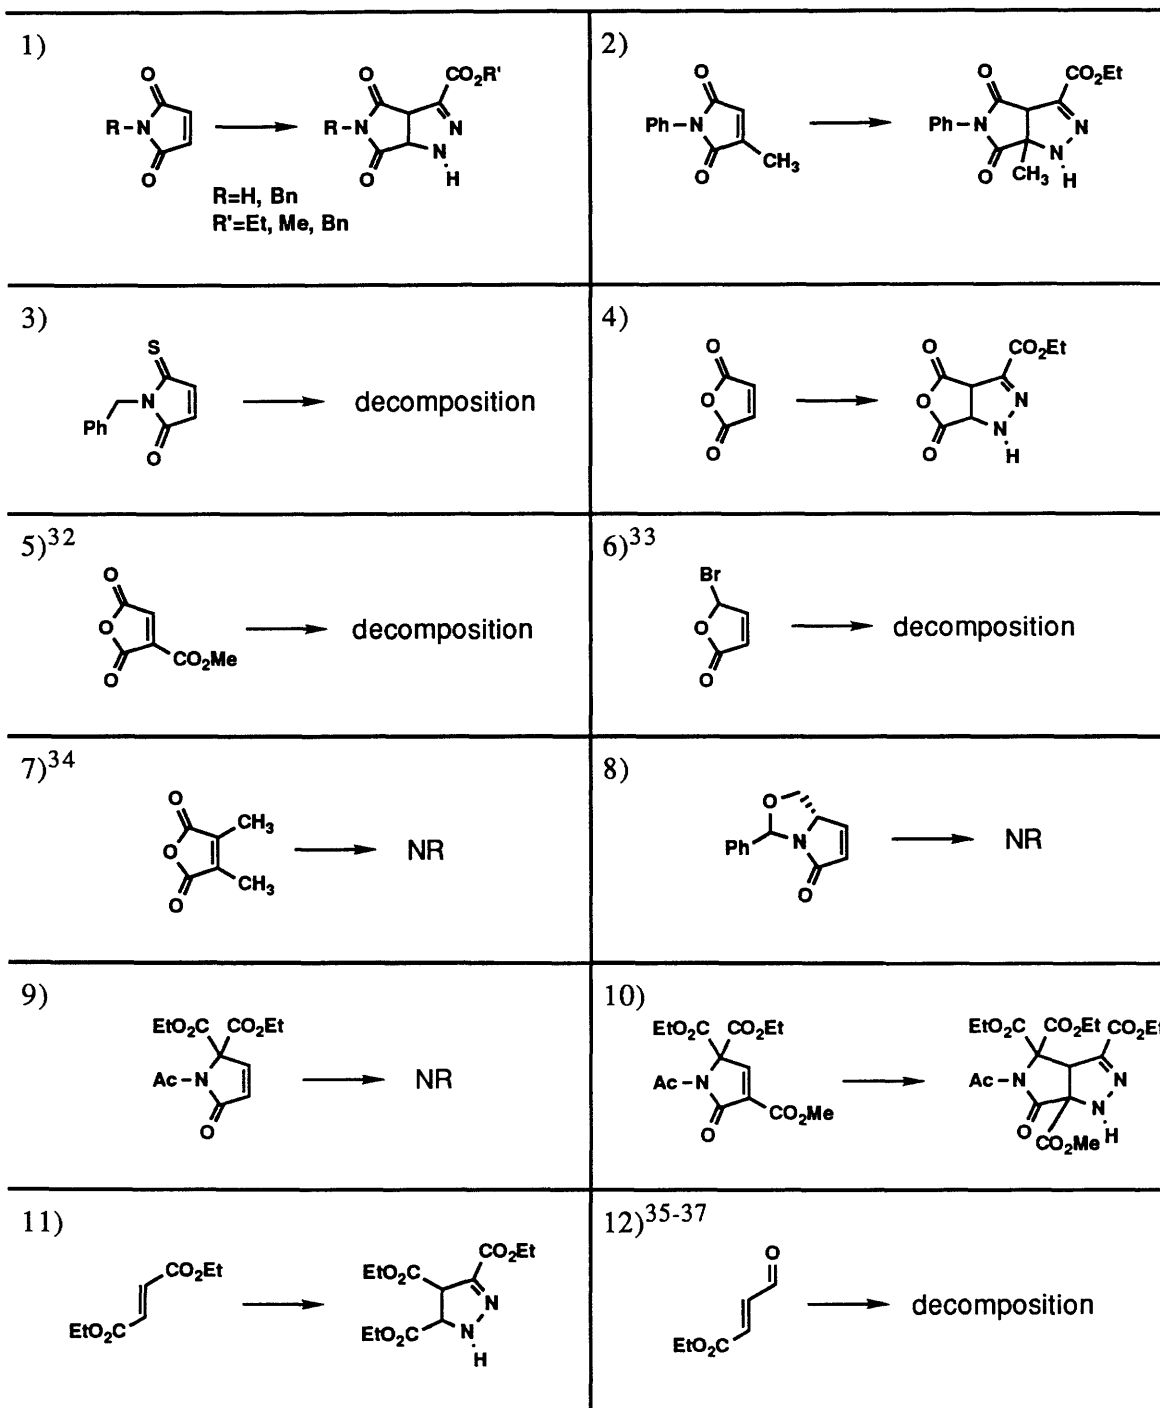 1)
O
R-N
O
O
CO₂R'
R-N
N
N
O
H
R=H, Bn
R'=Et, Me, Bn
2)
O
Ph-N
CH₃
O
O
CO₂Et
Ph-N
N
N
O
CH₃
H
3)
S
N
Ph
O
decomposition
4)
O
O
O
O
CO₂Et
O
N
N
O
H
5)³²
O
O
CO₂Me
O
decomposition
6)³³
Br
O
O
decomposition
7)³⁴
O
CH₃
O
CH₃
O
NR
8)
O
Ph
N
O
NR
9)
EtO₂C CO₂Et
Ac-N
O
NR
10)
EtO₂C CO₂Et
Ac-N
CO₂Me
O
EtO₂C CO₂Et CO₂Et
Ac-N
N
N
O
H
CO₂Me
11)
CO₂Et
EtO₂C
CO₂Et
EtO₂C
N
EtO₂C
N
H
12)³⁵⁻³⁷
O
EtO₂C
decomposition